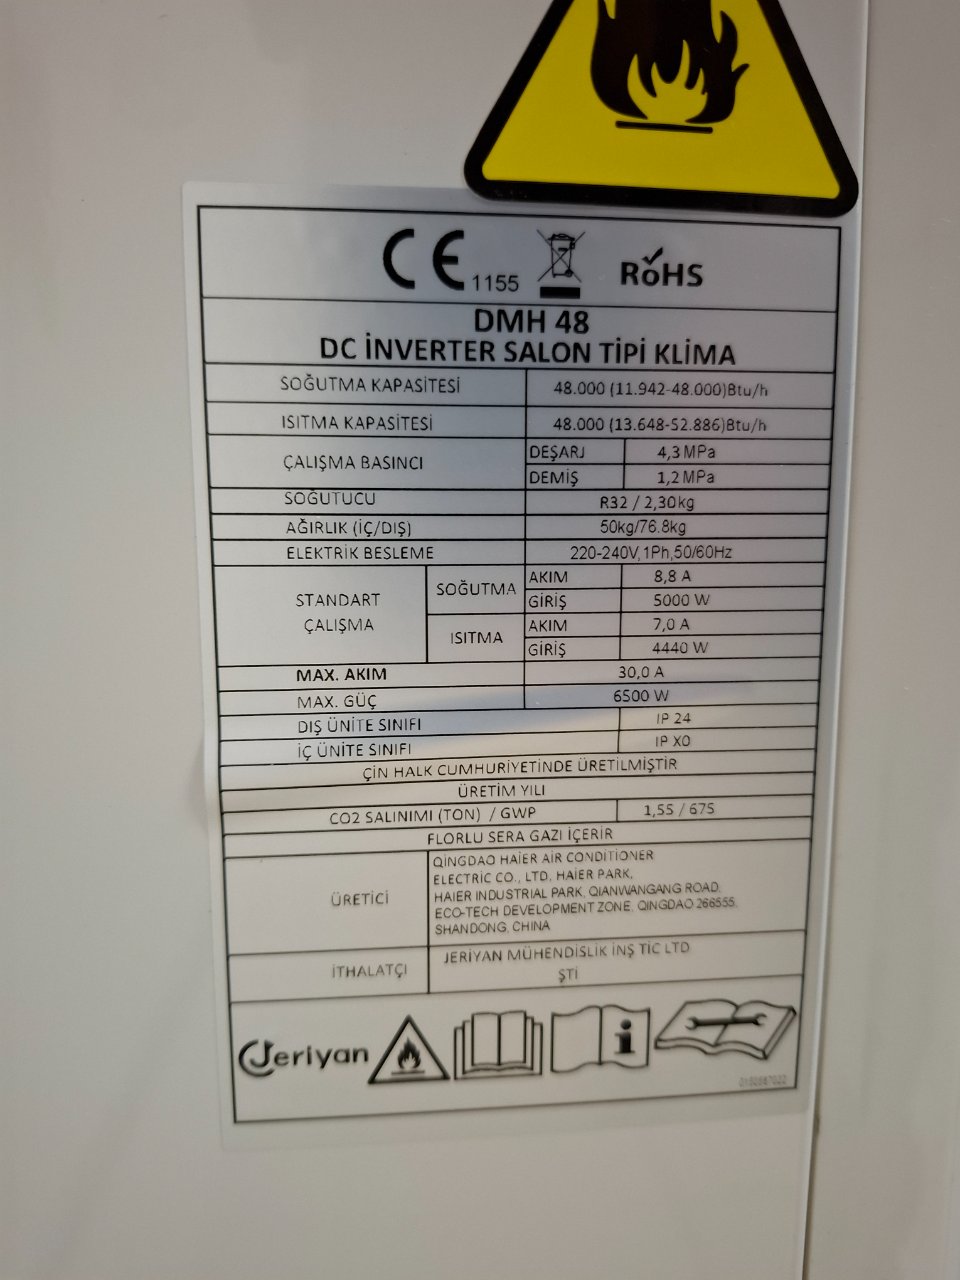 CE 1155 RoHS
DMH 48
DC İNVERTER SALON TİPİ KLİMA
SOĞUTMA KAPASİTESİ 48.000 (11.942-48.000)Btu/h
ISITMA KAPASİTESİ 48.000 (13.648-52.886)Btu/h
ÇALIŞMA BASINCI DEŞARJ 4,3 MPa
DEMİŞ 1,2 MPa
SOĞUTUCU R32 / 2,30kg
AĞIRLIK (İÇ/DIŞ) 50kg/76.8kg
ELEKTRİK BESLEME 220-240V,1Ph,50/60Hz
STANDART ÇALIŞMA SOĞUTMA AKIM 8,8 A
GİRİŞ 5000 W
ISITMA AKIM 7,0 A
GİRİŞ 4440 W
MAX. AKIM 30,0 A
MAX. GÜÇ 6500 W
DIŞ ÜNİTE SINIFI IP 24
İÇ ÜNİTE SINIFI IP X0
ÇİN HALK CUMHURİYETİNDE ÜRETİLMİŞTİR
ÜRETİM YILI
CO2 SALINIMI (TON) / GWP 1,55 / 675
FLORLU SERA GAZI İÇERİR
ÜRETİCİ
QINGDAO HAIER AIR CONDITIONER
ELECTRIC CO., LTD, HAIER PARK,
HAIER INDUSTRIAL PARK, QIANWANGANG ROAD,
ECO-TECH DEVELOPMENT ZONE, QINGDAO 266555,
SHANDONG, CHINA
İTHALATÇI
JERİYAN MÜHENDİSLİK İNŞ TİC LTD
ŞTİ
Jeriyan